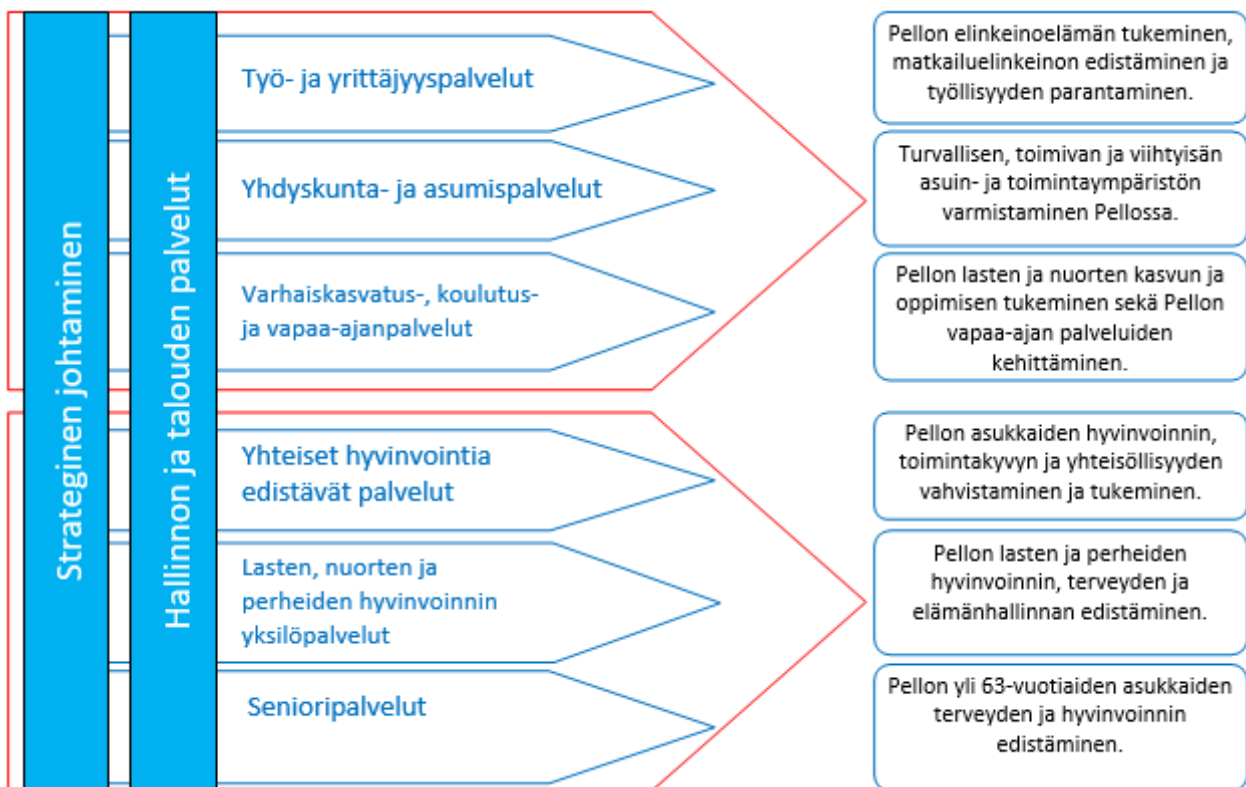 Strateginen johtaminen
Hallinnon ja talouden palvelut
Työ- ja yrittäjyyspalvelut
Pellon elinkeinoelämän tukeminen,
matkailuelinkeinon edistäminen ja
työllisyyden parantaminen.
Yhdyskunta- ja asumispalvelut
Turvallisen, toimivan ja viihtyisän
asuin- ja toimintaympäristön
varmistaminen Pellossa.
Varhaiskasvatus-, koulutus-
ja vapaa-ajanpalvelut
Pellon lasten ja nuorten kasvun ja
oppimisen tukeminen sekä Pellon
vapaa-ajan palveluiden
kehittäminen.
Yhteiset hyvinvointia
edistävät palvelut
Pellon asukkaiden hyvinvoinnin,
toimintakyvyn ja yhteisöllisyyden
vahvistaminen ja tukeminen.
Lasten, nuorten ja
perheiden hyvinvoinnin
yksilöpalvelut
Pellon lasten ja perheiden
hyvinvoinnin, terveyden ja
elämänhallinnan edistäminen.
Senioripalvelut
Pellon yli 63-vuotiaiden asukkaiden
terveyden ja hyvinvoinnin
edistäminen.